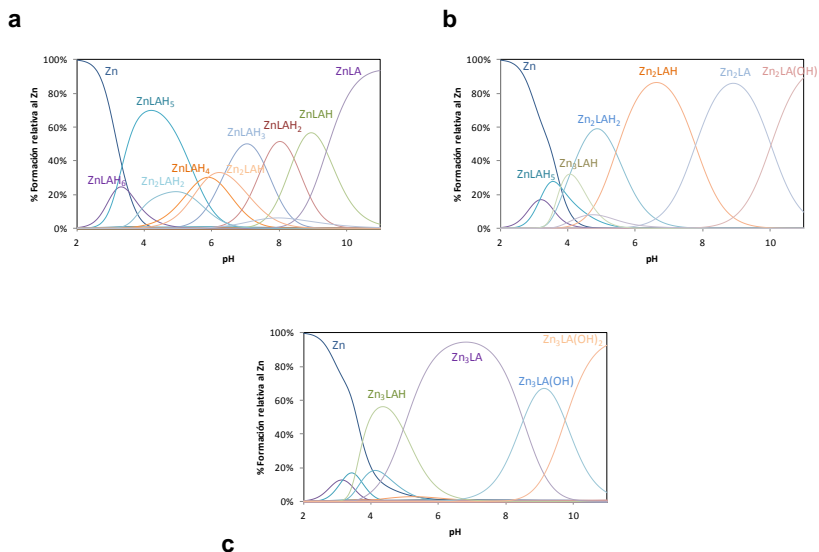 a
% Formación relativa al Zn
100%
80%
60%
40%
20%
0%
Zn
ZnLAH₅
ZnLAH₆
Zn₂LAH₂
ZnLAH₄
Zn₂LAH
ZnLAH₃
ZnLAH₂
ZnLAH
ZnLA
2 4 6 8 10
pH
b
% Formación relativa al Zn
100%
80%
60%
40%
20%
0%
Zn
ZnLAH₅
Zn₃LAH
Zn₂LAH₂
Zn₂LAH
Zn₂LA
Zn₂LA(OH)
2 4 6 8 10
pH
% Formación relativa al Zn
100%
80%
60%
40%
20%
0%
Zn
Zn₃LAH
Zn₃LA
Zn₃LA(OH)
Zn₃LA(OH)₂
2 4 6 8 10
pH
c